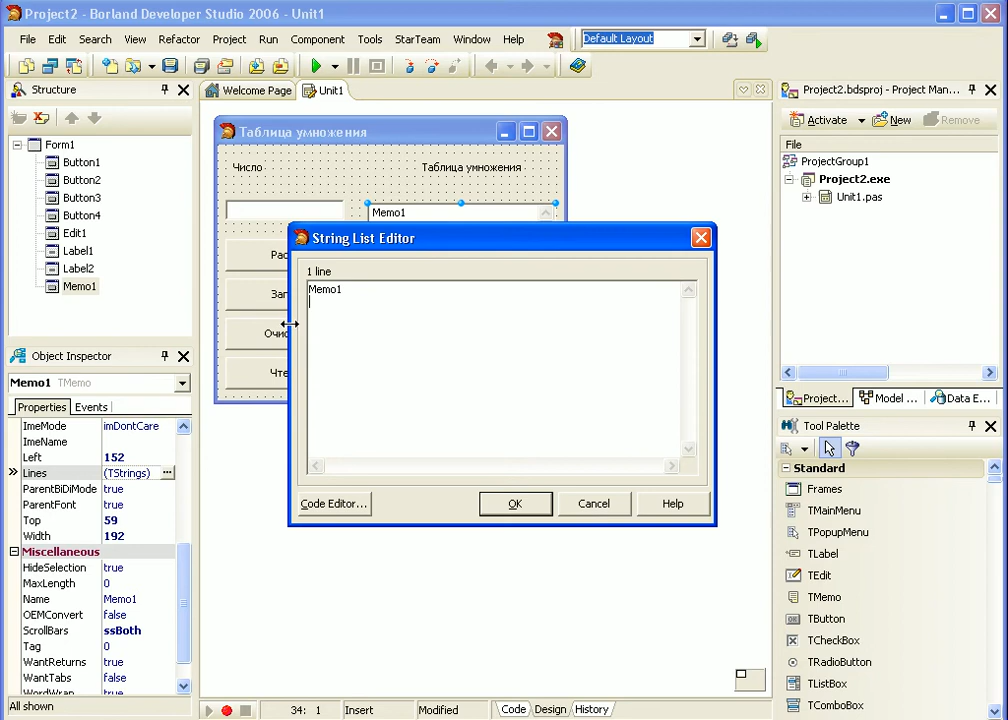 Project2 - Borland Developer Studio 2006 - Unit1
File Edit Search View Refactor Project Run Component Tools StarTeam Window Help
Default Layout
Structure
Welcome Page Unit1
Project2.bdsproj - Project Man...
Activate New Remove
File
ProjectGroup1
Project2.exe
Unit1.pas
Form1
Button1
Button2
Button3
Button4
Edit1
Label1
Label2
Memo1
Таблица умножения
Число Таблица умножения
Memo1
Рас
Зап
Очис
Чте
String List Editor
1 line
Memo1
Code Editor... OK Cancel Help
Object Inspector
Memo1 TMemo
Properties Events
ImeMode imDontCare
ImeName
Left 152
Lines (TStrings) ...
ParentBiDiMode true
ParentFont true
Top 59
Width 192
Miscellaneous
HideSelection true
MaxLength 0
Name Memo1
OEMConvert false
ScrollBars ssBoth
Tag 0
WantReturns true
WantTabs false
WordWrap true
All shown
Project... Model ... Data E...
Tool Palette
Standard
Frames
TMainMenu
TPopupMenu
TLabel
TEdit
TMemo
TButton
TCheckBox
TRadioButton
TListBox
TComboBox
34: 1 Insert Modified Code Design History